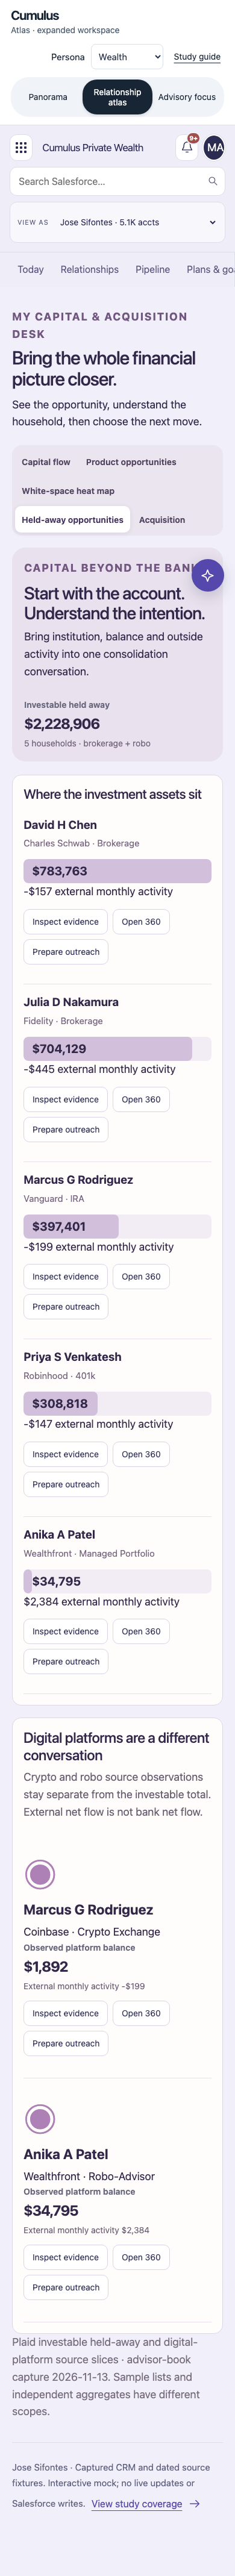 Cumulus
Atlas · expanded workspace
Persona Wealth Study guide
Panorama Relationship atlas Advisory focus
Cumulus Private Wealth 9+ MA
Search Salesforce...
VIEW AS Jose Sifontes · 5.1K accts
Today Relationships Pipeline Plans &
MY CAPITAL & ACQUISITION
DESK
Bring the whole financial
picture closer.
See the opportunity, understand the
household, then choose the next move.
Capital flow Product opportunities
White-space heat map
Held-away opportunities Acquisition
CAPITAL BEYOND THE
Start with the account.
Understand the intention.
Bring institution, balance and outside
activity into one consolidation
conversation.
Investable held away
$2,228,906
5 households · brokerage + robo
Where the investment assets sit
David H Chen
Charles Schwab · Brokerage
$783,763
-$157 external monthly activity
Inspect evidence Open 360
Prepare outreach
Julia D Nakamura
Fidelity · Brokerage
$704,129
-$445 external monthly activity
Inspect evidence Open 360
Prepare outreach
Marcus G Rodriguez
Vanguard · IRA
$397,401
-$199 external monthly activity
Inspect evidence Open 360
Prepare outreach
Priya S Venkatesh
Robinhood · 401k
$308,818
-$147 external monthly activity
Inspect evidence Open 360
Prepare outreach
Anika A Patel
Wealthfront · Managed Portfolio
$34,795
$2,384 external monthly activity
Inspect evidence Open 360
Prepare outreach
Digital platforms are a different
conversation
Crypto and robo source observations
stay separate from the investable total.
External net flow is not bank net flow.
Marcus G Rodriguez
Coinbase · Crypto Exchange
Observed platform balance
$1,892
External monthly activity -$199
Inspect evidence Open 360
Prepare outreach
Anika A Patel
Wealthfront · Robo-Advisor
Observed platform balance
$34,795
External monthly activity $2,384
Inspect evidence Open 360
Prepare outreach
Plaid investable held-away and digital-
platform source slices · advisor-book
capture 2026-11-13. Sample lists and
independent aggregates have different
scopes.
Jose Sifontes · Captured CRM and dated source
fixtures. Interactive mock; no live updates or
Salesforce writes. View study coverage →